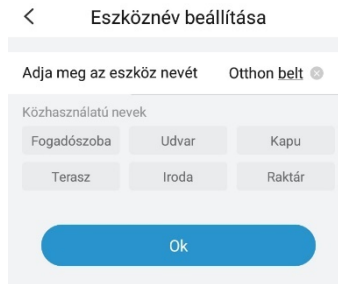 Eszköznév beállítása
Adja meg az eszköz nevét Otthon belt
Közhasználatú nevek
Fogadószoba Udvar Kapu
Terasz Iroda Raktár
Ok